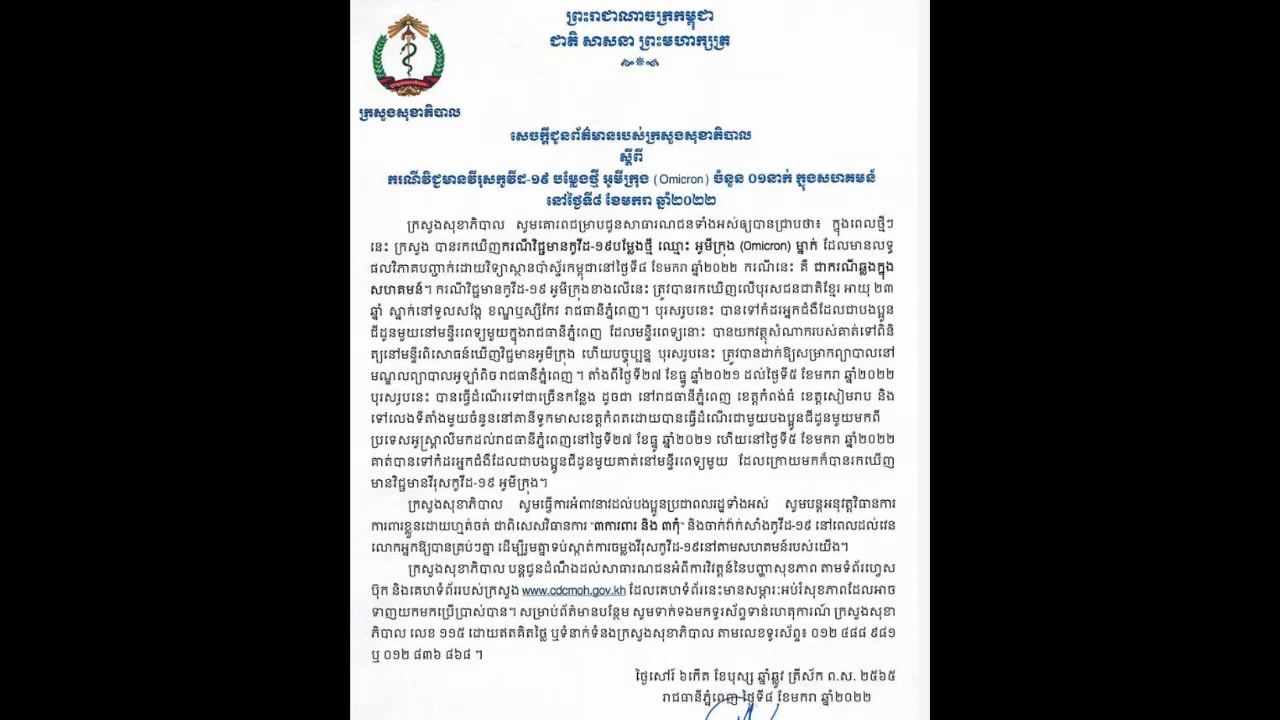 ព្រះរាជាណាចក្រកម្ពុជា
ជាតិ សាសនា ព្រះមហាក្សត្រ
ក្រសួងសុខាភិបាល
សេចក្តីជូនព័ត៌មានរបស់ក្រសួងសុខាភិបាល
ស្តីពី
ករណីវិជ្ជមានវីរុសកូវីដ-១៩ បម្លែងថ្មី អូមីក្រុង (Omicron) ចំនួន ០១នាក់ ក្នុងសហគមន៍
នៅថ្ងៃទី៨ ខែមករា ឆ្នាំ២០២២
ក្រសួងសុខាភិបាល សូមគោរពជម្រាបជូនសាធារណជនទាំងអស់ឲ្យបានជ្រាបថា៖ ក្នុងពេលថ្មីៗ
នេះ ក្រសួង បានរកឃើញករណីវិជ្ជមានកូវីដ-១៩បម្លែងថ្មី ឈ្មោះ អូមីក្រុង (Omicron) ម្នាក់ ដែលមានលទ្ធ
ផលវិភាគបញ្ជាក់ដោយវិទ្យាស្ថានប៉ាស្ទ័រកម្ពុជានៅថ្ងៃទី៨ ខែមករា ឆ្នាំ២០២២ ករណីនេះ គឺ ជាករណីឆ្លងក្នុង
សហគមន៍។ ករណីវិជ្ជមានកូវីដ-១៩ អូមីក្រុងខាងលើនេះ ត្រូវបានរកឃើញលើបុរសជនជាតិខ្មែរ អាយុ ២៣
ឆ្នាំ ស្នាក់នៅទួលសង្កែ ខណ្ឌឫស្សីកែវ រាជធានីភ្នំពេញ។ បុរសរូបនេះ បានទៅកំដរអ្នកជំងឺដែលជាបងប្អូន
ជីដូនមួយនៅមន្ទីរពេទ្យមួយក្នុងរាជធានីភ្នំពេញ ដែលមន្ទីរពេទ្យនោះ បានយកវត្ថុសំណាករបស់គាត់ទៅពិនិ
ត្យនៅមន្ទីរពិសោធន៍ឃើញវិជ្ជមានអូមីក្រុង ហើយបច្ចុប្បន្ន បុរសរូបនេះ ត្រូវបានដាក់ឱ្យសម្រាកព្យាបាលនៅ
មណ្ឌលព្យាបាលអូឡាំពិចរាជធានីភ្នំពេញ។ តាំងពីថ្ងៃទី២៧ ខែធ្នូ ឆ្នាំ២០២១ ដល់ថ្ងៃទី៥ ខែមករា ឆ្នាំ២០២២
បុរសរូបនេះ បានធ្វើដំណើរទៅជាច្រើនកន្លែង ដូចជា នៅរាជធានីភ្នំពេញ ខេត្តកំពង់ធំ ខេត្តសៀមរាប និង
ទៅលេងទីតាំងមួយចំនួននៅតានីទូកមាសខេត្តកំពតដោយបានធ្វើដំណើរជាមួយបងប្អូនជីដូនមួយមកពី
ប្រទេសអូស្ត្រាលីមកដល់រាជធានីភ្នំពេញនៅថ្ងៃទី២៧ ខែធ្នូ ឆ្នាំ២០២១ ហើយនៅថ្ងៃទី៥ ខែមករា ឆ្នាំ២០២២
គាត់បានទៅកំដរអ្នកជំងឺដែលជាបងប្អូនជីដូនមួយគាត់នៅមន្ទីរពេទ្យមួយ ដែលក្រោយមកក៏បានរកឃើញ
មានវិជ្ជមានវីរុសកូវីដ-១៩ អូមីក្រុង។
ក្រសួងសុខាភិបាល សូមធ្វើការអំពាវនាវដល់បងប្អូនប្រជាពលរដ្ឋទាំងអស់ សូមបន្តអនុវត្តវិធានការ
ការពារខ្លួនដោយហ្មត់ចត់ ជាពិសេសវិធានការ "៣ការពារ និង ៣កុំ" និងចាក់វ៉ាក់សាំងកូវីដ-១៩ នៅពេលដល់វេន
លោកអ្នកឱ្យបានគ្រប់ៗគ្នា ដើម្បីរួមគ្នាទប់ស្កាត់ការចម្លងវីរុសកូវីដ-១៩នៅតាមសហគមន៍របស់យើង។
ក្រសួងសុខាភិបាល បន្តជូនដំណឹងដល់សាធារណជនអំពីការវិវត្តន៍នៃបញ្ហាសុខភាព តាមទំព័រហ្វេស
ប៊ុក និងគេហទំព័ររបស់ក្រសួង www.cdcmoh.gov.kh ដែលគេហទំព័រនេះមានសម្ភារៈអប់រំសុខភាពដែលអាច
ទាញយកមកប្រើប្រាស់បាន។ សម្រាប់ព័ត៌មានបន្ថែម សូមទាក់ទងមកទូរស័ព្ទទាន់ហេតុការណ៍ ក្រសួងសុខា
ភិបាល លេខ ១១៥ ដោយឥតគិតថ្លៃ ឬទំនាក់ទំនងក្រសួងសុខាភិបាល តាមលេខទូរស័ព្ទ៖ ០១២ ៤៨៨ ៩៨១
ឬ ០១២ ៨៣៦ ៨៦៨ ។
ថ្ងៃសៅរ៍ ៦កើត ខែបុស្ស ឆ្នាំឆ្លូវ ត្រីស័ក ព.ស. ២៥៦៥
រាជធានីភ្នំពេញ ថ្ងៃទី៨ ខែមករា ឆ្នាំ២០២២